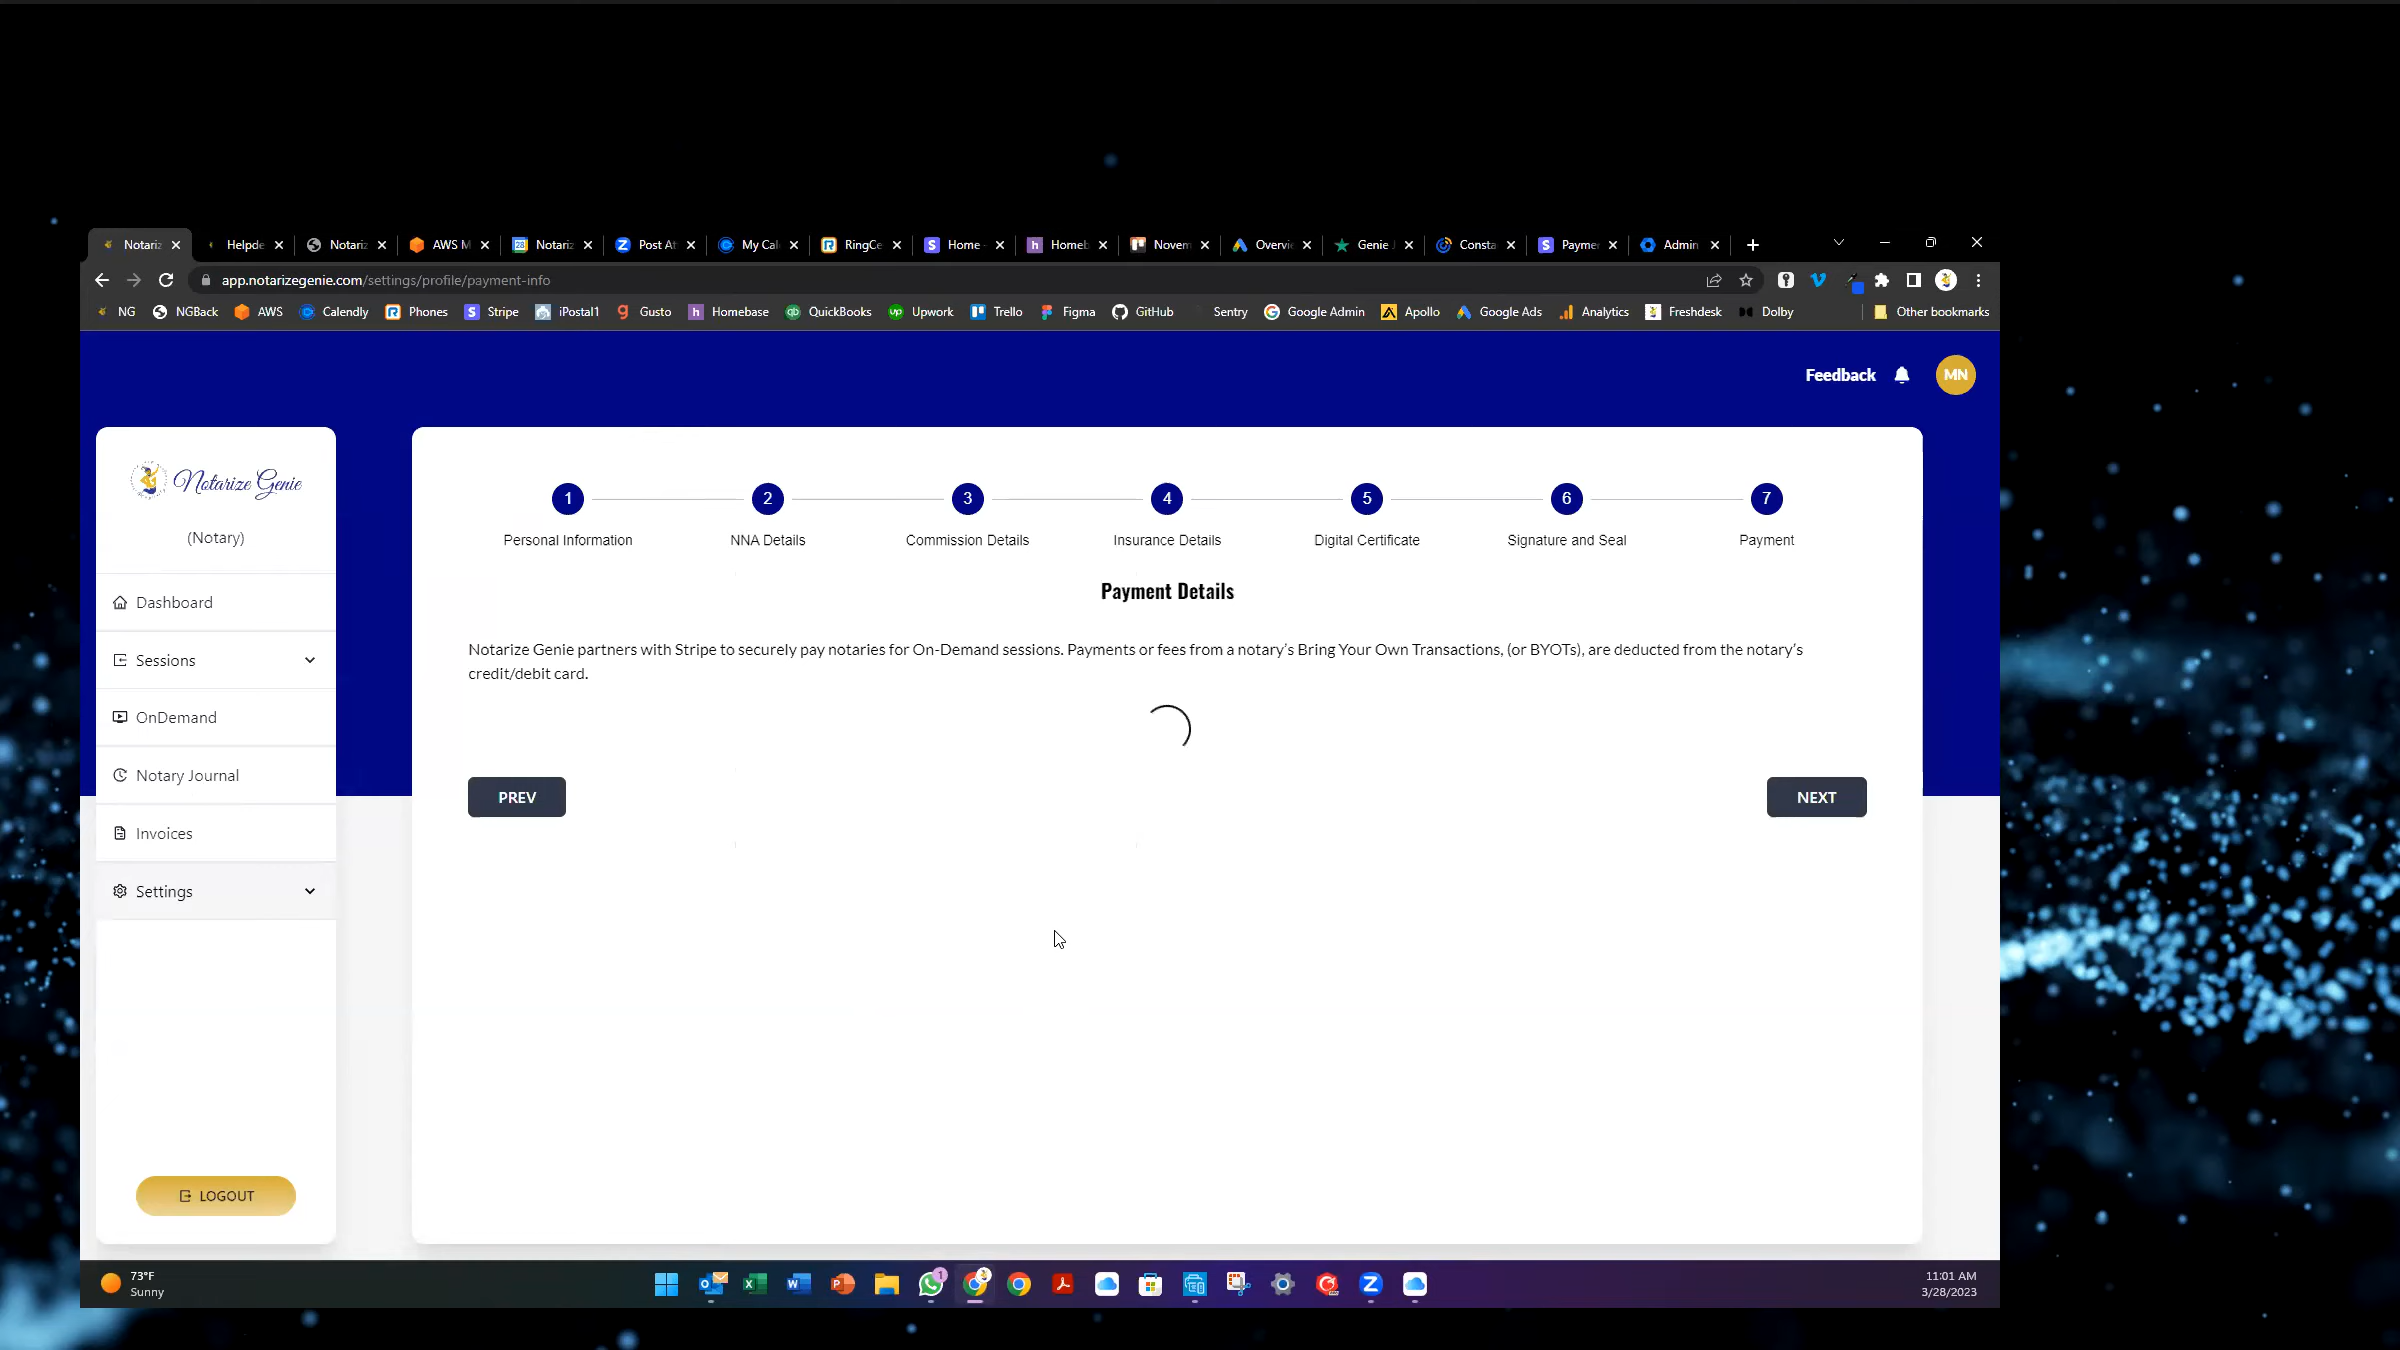 Notariz
Helpde
Notariz
AWS M
28
Notariz
Post At
My Cal
RingCe
Home -
Homeb
Novem
Overvi
Genie J
Consta
Paymen
Admin
app.notarizegenie.com/settings/profile/payment-info
NG
NGBack
AWS
Calendly
Phones
Stripe
iPostal1
Gusto
Homebase
QuickBooks
Upwork
Trello
Figma
GitHub
Sentry
Google Admin
Apollo
Google Ads
Analytics
Freshdesk
Dolby
Other bookmarks
Feedback
MN
Notarize Genie
(Notary)
Dashboard
Sessions
OnDemand
Notary Journal
Invoices
Settings
LOGOUT
1
2
3
4
5
6
7
Personal Information
NNA Details
Commission Details
Insurance Details
Digital Certificate
Signature and Seal
Payment
Payment Details
Notarize Genie partners with Stripe to securely pay notaries for On-Demand sessions. Payments or fees from a notary’s Bring Your Own Transactions, (or BYOTs), are deducted from the notary’s
credit/debit card.
PREV
NEXT
73°F
Sunny
11:01 AM
3/28/2023